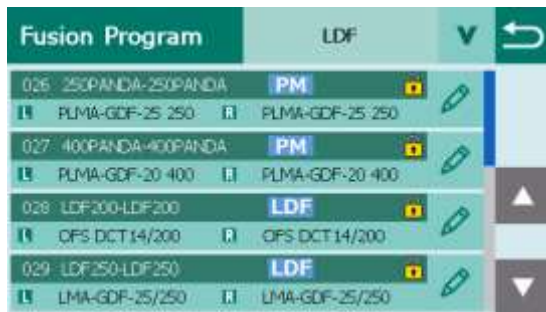 Fusion Program LDF V
026 250PANDA-250PANDA PM
L PLMA-GDF-25 250 R PLMA-GDF-25 250
027 400PANDA-400PANDA PM
L PLMA-GDF-20 400 R PLMA-GDF-20 400
028 LDF200-LDF200 LDF
L OFS DCT14/200 R OFS DCT14/200
029 LDF250-LDF250 LDF
L LMA-GDF-25/250 R LMA-GDF-25/250